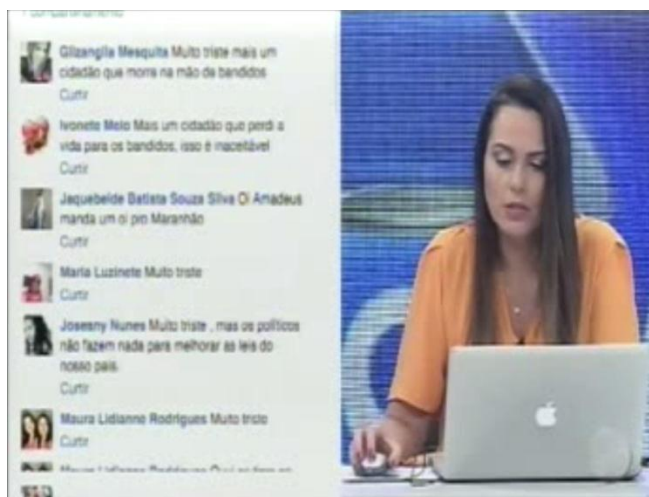 Gilzangila Mesquita Muito triste mais um
cidadão que morre na mão de bandidos
Curtir
Ivonete Melo Mais um cidadão que perdi a
vida para os bandidos, isso é inaceitável
Curtir
Jaquebelde Batista Souza Silva Oi Amadeus
manda um oi pro Maranhão
Curtir
Maria Luzinete Muito triste
Curtir
Josesny Nunes Muito triste , mas os políticos
não fazem nada para melhorar as leis do
nosso país.
Curtir
Maura Lidianne Rodrigues Muito triste
Curtir